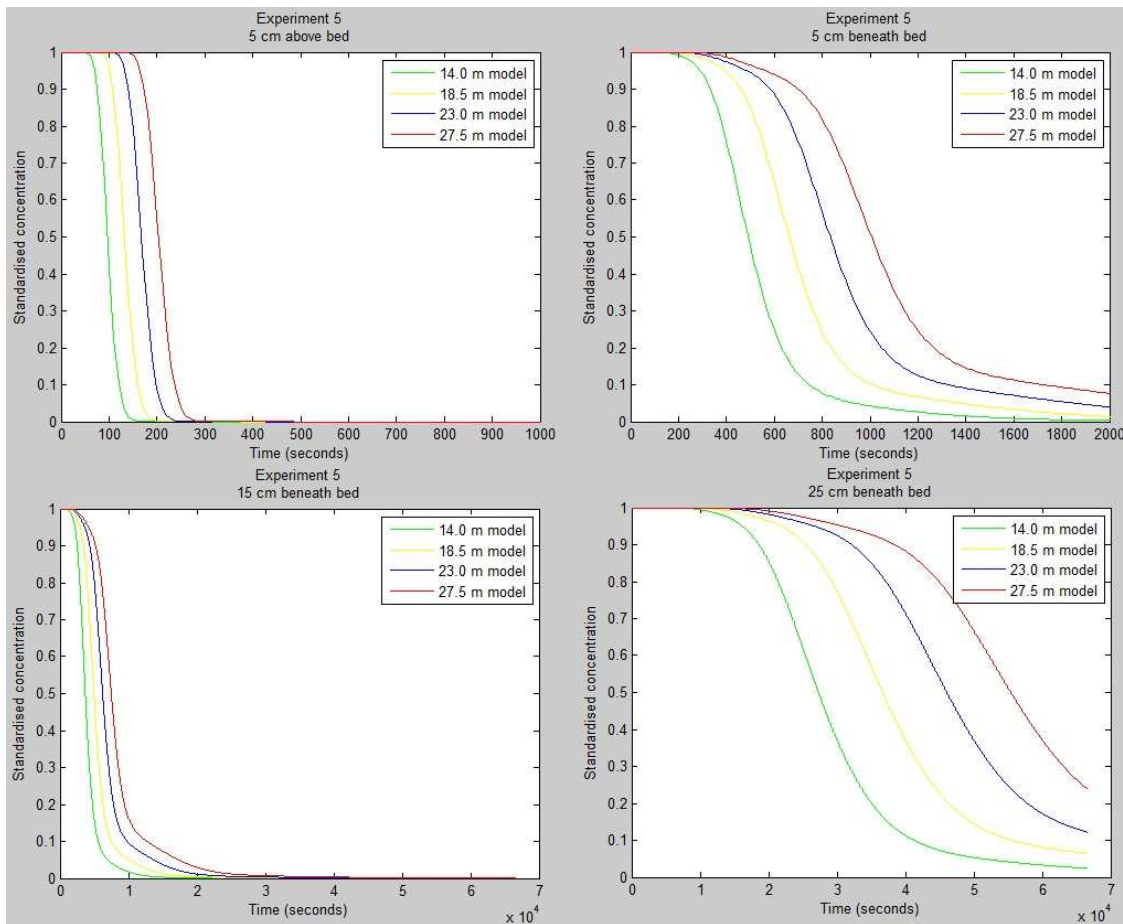 Experiment 5
5 cm above bed
1
0.9
0.8
0.7
0.6
0.5
0.4
0.3
0.2
0.1
0
Standardised concentration
14.0 m model
18.5 m model
23.0 m model
27.5 m model
0 100 200 300 400 500 600 700 800 900 1000
Time (seconds)
Experiment 5
5 cm beneath bed
1
0.9
0.8
0.7
0.6
0.5
0.4
0.3
0.2
0.1
0
Standardised concentration
14.0 m model
18.5 m model
23.0 m model
27.5 m model
0 200 400 600 800 1000 1200 1400 1600 1800 2000
Time (seconds)
Experiment 5
15 cm beneath bed
1
0.9
0.8
0.7
0.6
0.5
0.4
0.3
0.2
0.1
0
Standardised concentration
14.0 m model
18.5 m model
23.0 m model
27.5 m model
0 1 2 3 4 5 6 7
Time (seconds)
x 10^4
Experiment 5
25 cm beneath bed
1
0.9
0.8
0.7
0.6
0.5
0.4
0.3
0.2
0.1
0
Standardised concentration
14.0 m model
18.5 m model
23.0 m model
27.5 m model
0 1 2 3 4 5 6 7
Time (seconds)
x 10^4